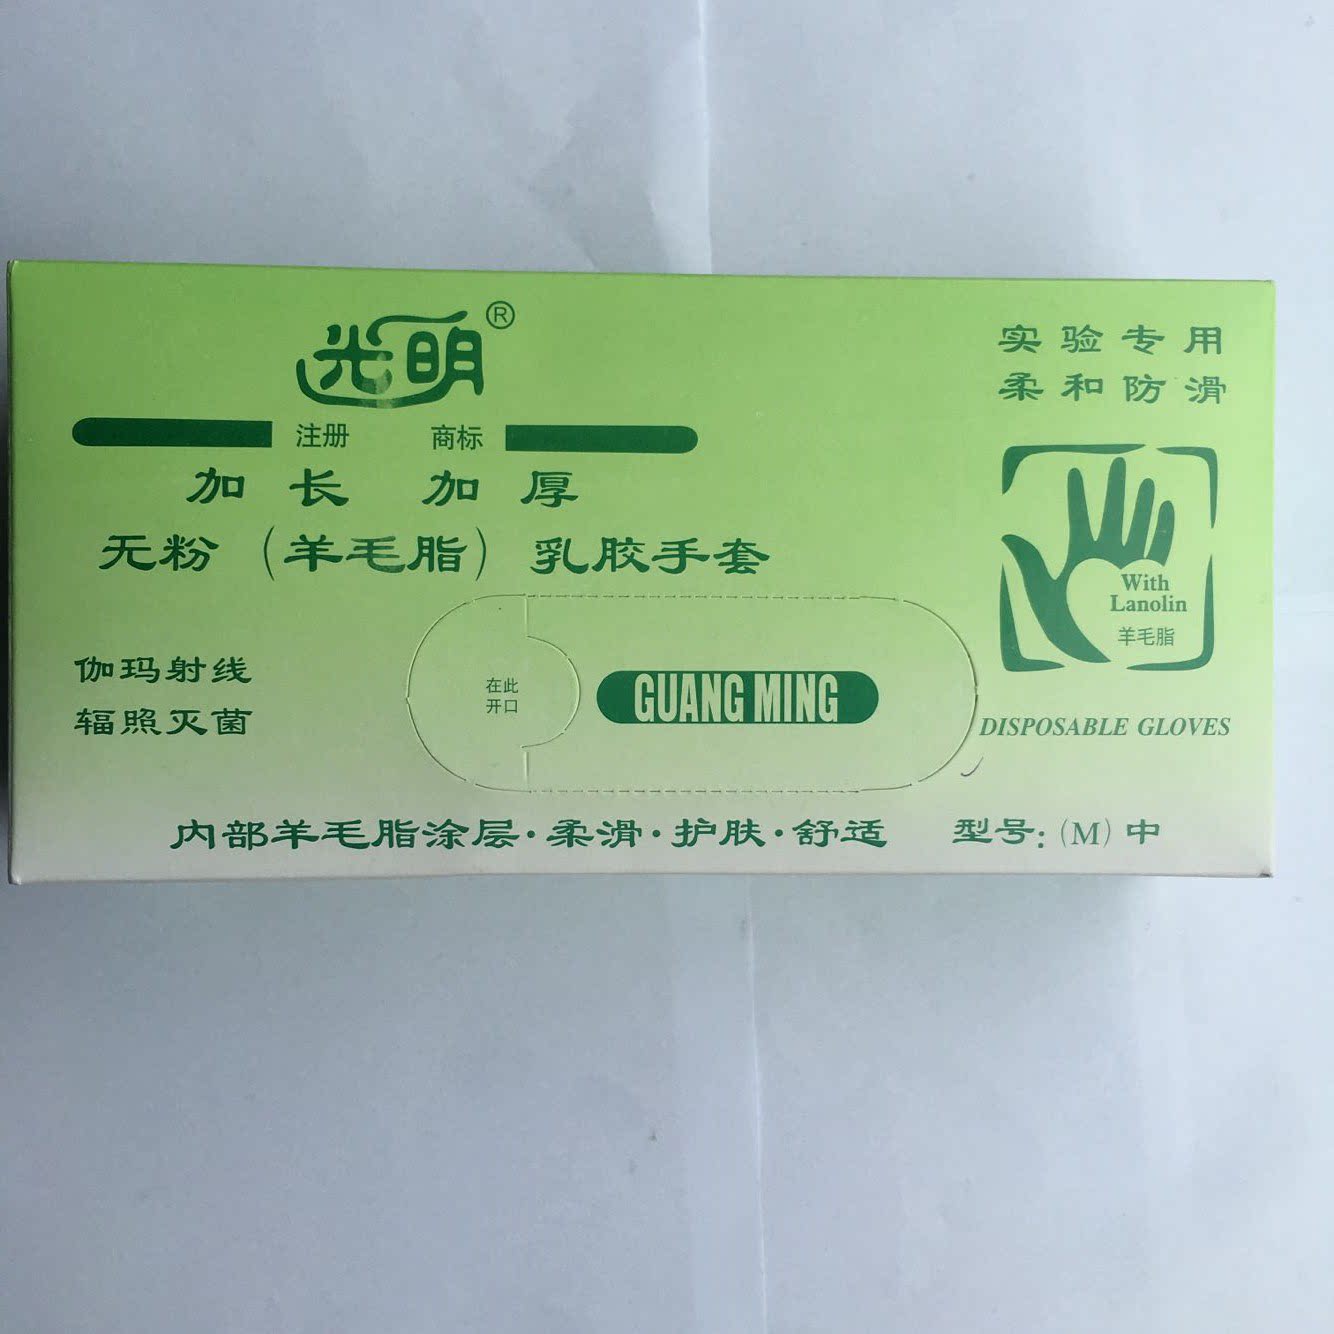 光明®
注册 商标
加长 加厚
无粉（羊毛脂）乳胶手套
实验专用
柔和防滑
With
Lanolin
羊毛脂
DISPOSABLE GLOVES
伽玛射线
辐照灭菌
在此
开口
GUANG MING
内部羊毛脂涂层·柔滑·护肤·舒适 型号:(M)中